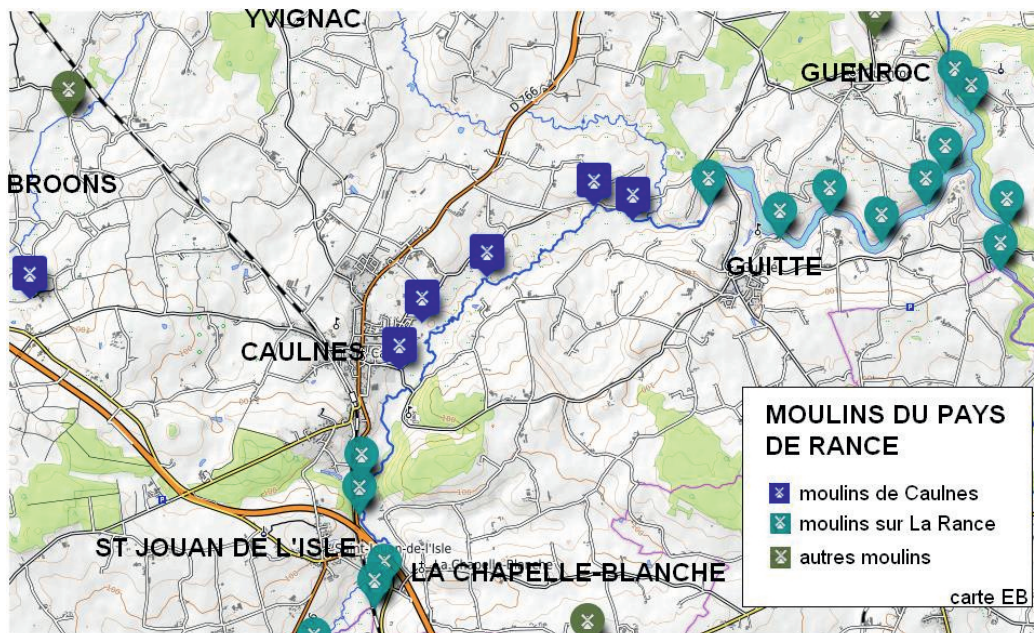 YVIGNAC
GUENROC
D 766
BROONS
GUITTE
CAULNES
ST JOUAN DE L'ISLE
LA CHAPELLE-BLANCHE
MOULINS DU PAYS
DE RANCE
moulins de Caulnes
moulins sur La Rance
autres moulins
carte EB